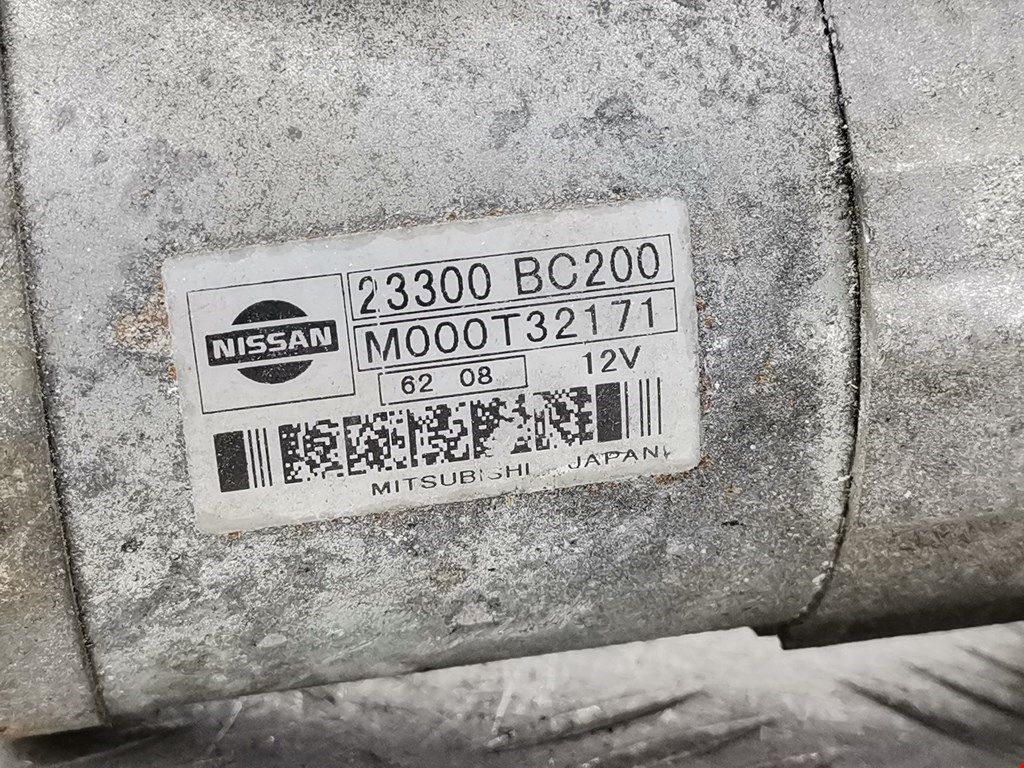 NISSAN
23300 BC200
M000T32171
62 08
12V
MITSUBISHI JAPAN